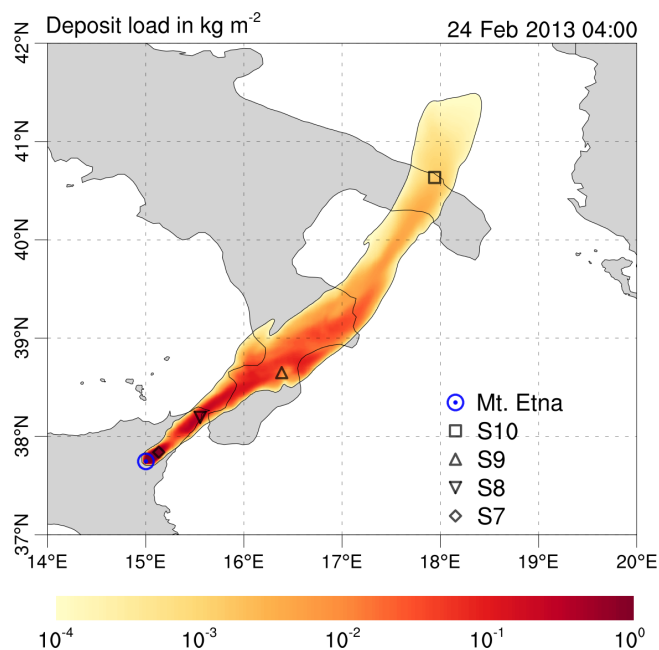 Deposit load in kg m⁻² 24 Feb 2013 04:00
42°N
41°N
40°N
39°N
38°N
37°N
Mt. Etna
S10
S9
S8
S7
14°E 15°E 16°E 17°E 18°E 19°E 20°E
10⁻⁴ 10⁻³ 10⁻² 10⁻¹ 10⁰